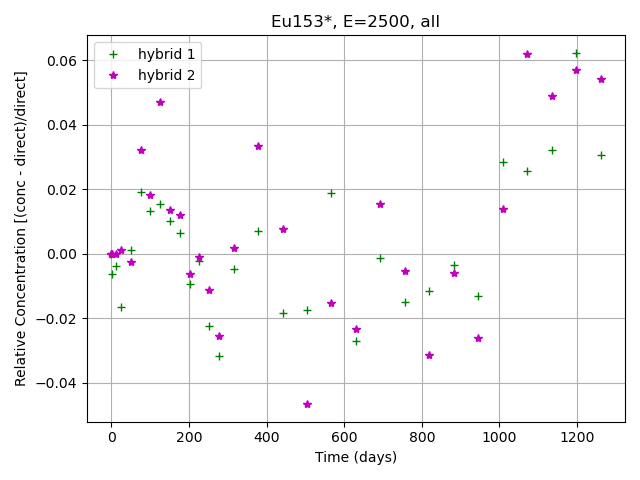 Eu153*, E=2500, all
hybrid 1
hybrid 2
0.06
0.04
0.02
0.00
−0.02
−0.04
Relative Concentration [(conc - direct)/direct]
0
200
400
600
800
1000
1200
Time (days)